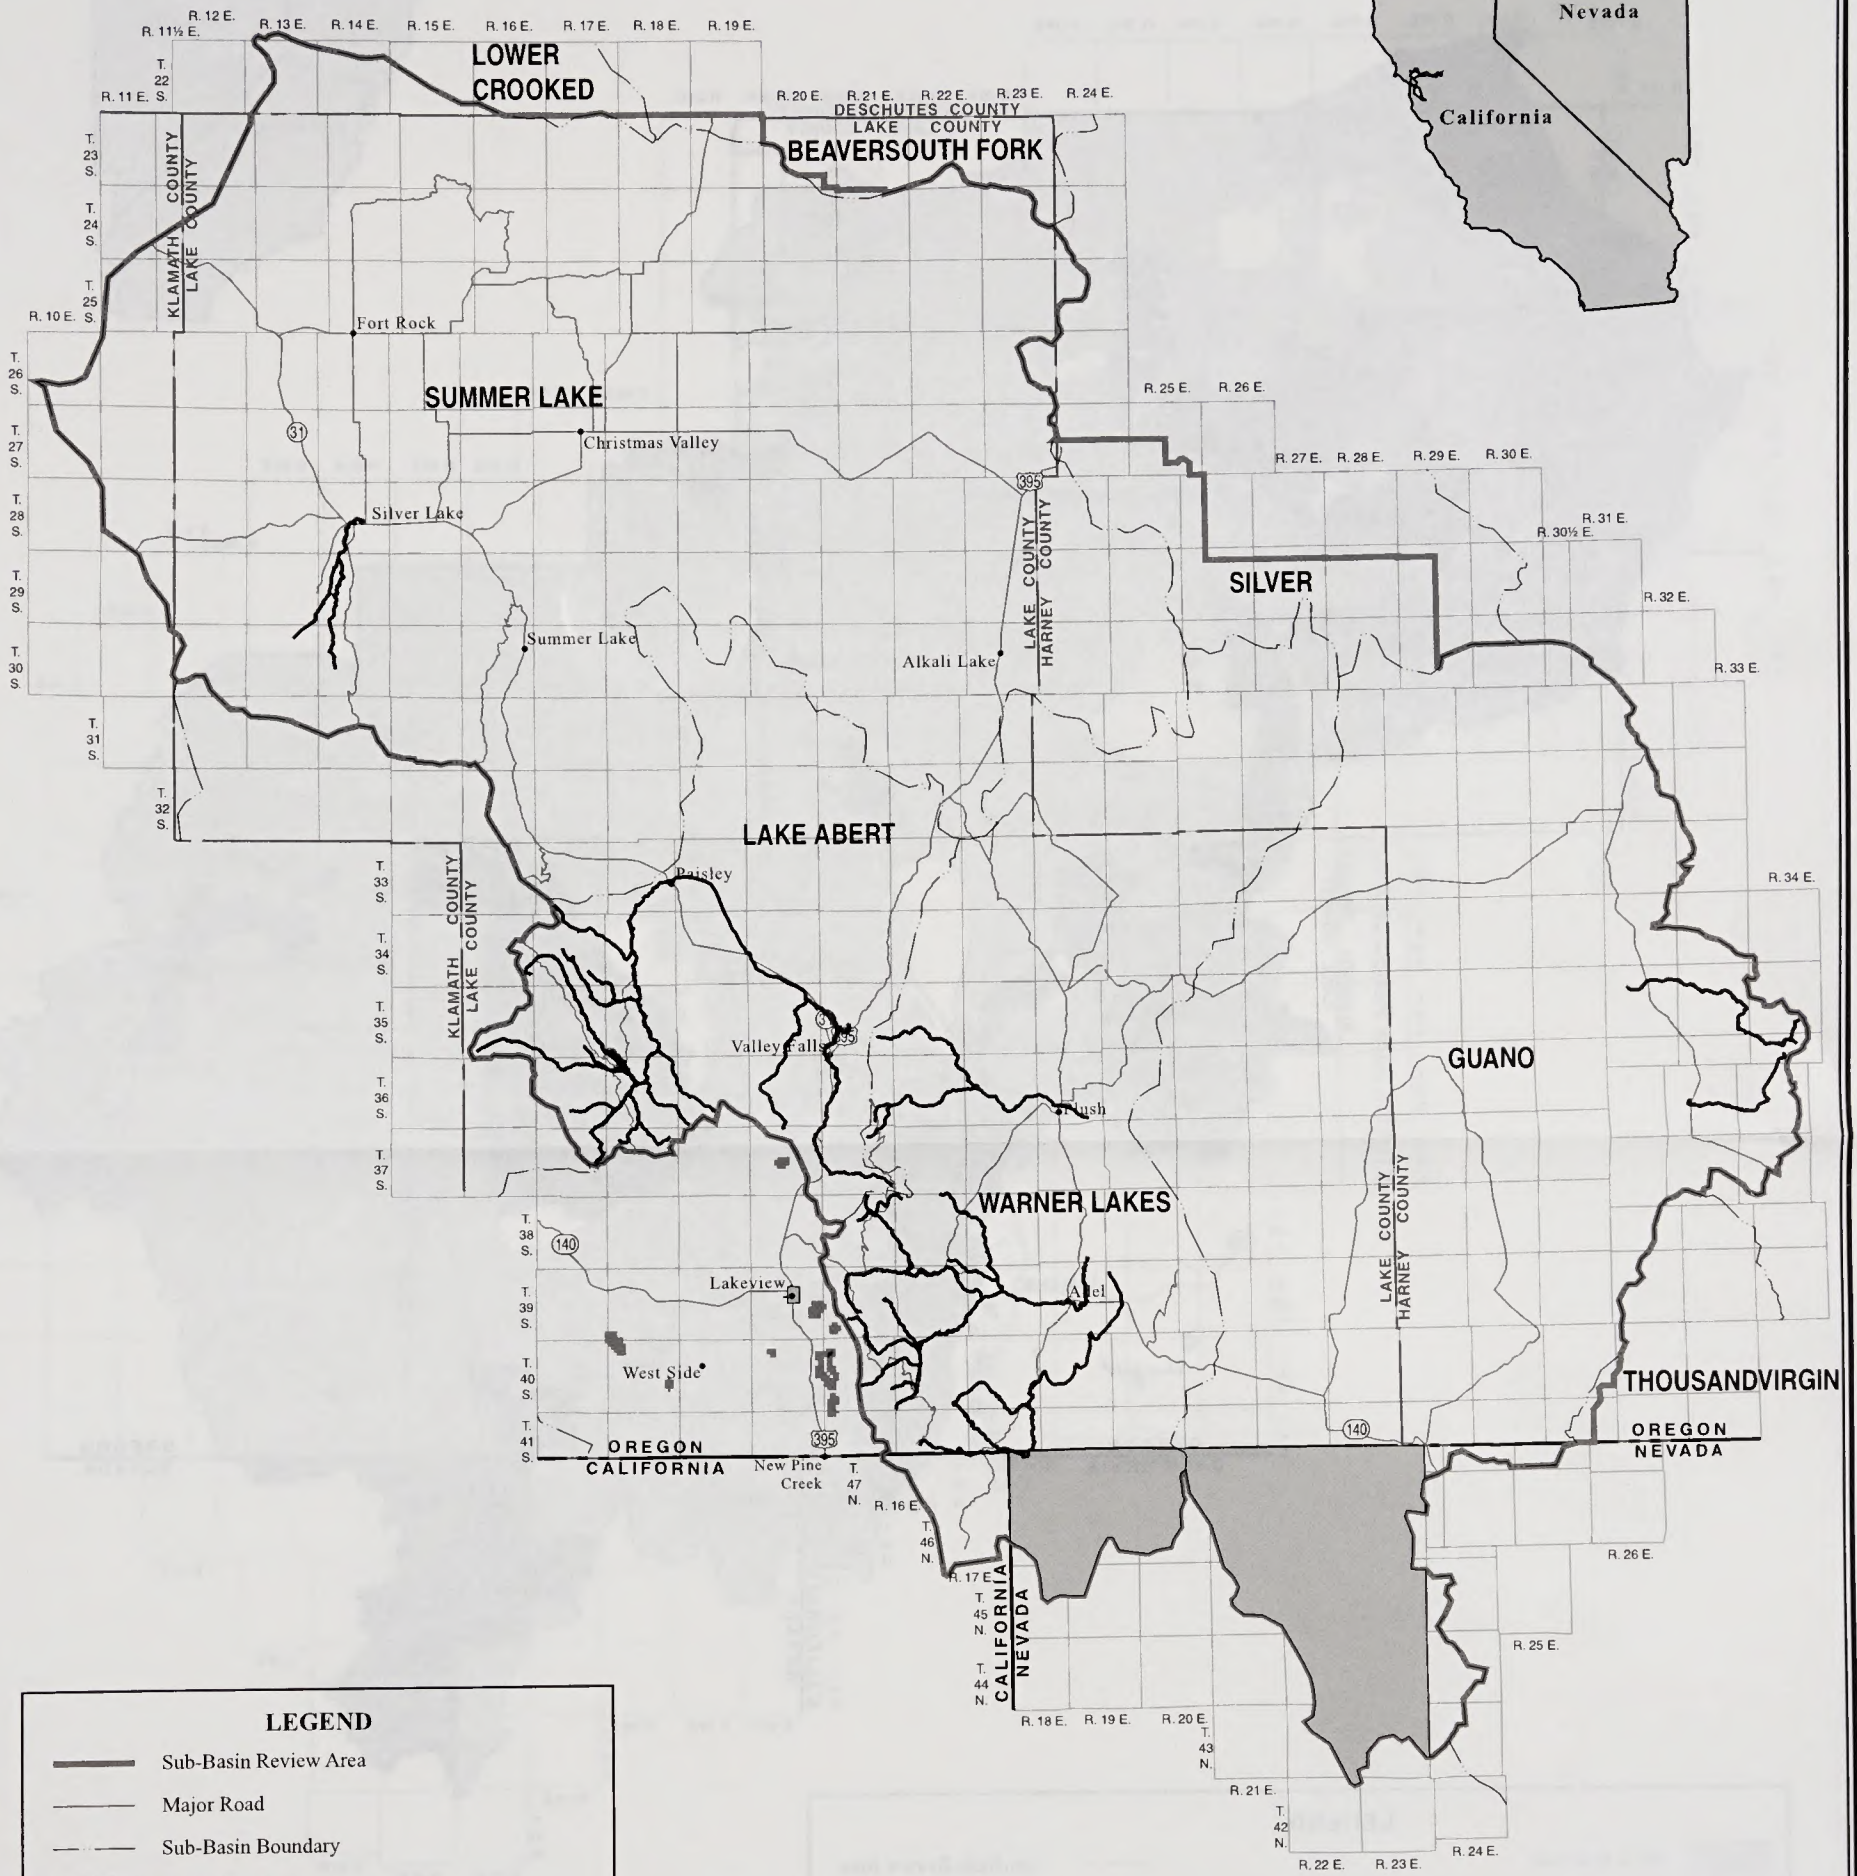 Nevada
California
R. 11½ E.
R. 12 E.
R. 13 E.
R. 14 E.
R. 15 E.
R. 16 E.
R. 17 E.
R. 18 E.
R. 19 E.
LOWER
CROOKED
T.
22
S.
R. 11 E.
R. 20 E.
R. 21 E.
R. 22 E.
R. 23 E.
R. 24 E.
DESCHUTES COUNTY
LAKE COUNTY
BEAVERSOUTH FORK
T.
23
S.
KLAMATH COUNTY
LAKE COUNTY
T.
24
S.
T.
25
S.
R. 10 E.
Fort Rock
T.
26
S.
SUMMER LAKE
R. 25 E.
R. 26 E.
31
Christmas Valley
T.
27
S.
R. 27 E.
R. 28 E.
R. 29 E.
R. 30 E.
395
T.
28
S.
Silver Lake
LAKE COUNTY
HARNEY COUNTY
R. 30½ E.
R. 31 E.
T.
29
S.
SILVER
R. 32 E.
Summer Lake
Alkali Lake
T.
30
S.
R. 33 E.
T.
31
S.
T.
32
S.
LAKE ABERT
KLAMATH COUNTY
LAKE COUNTY
T.
33
S.
Paisley
R. 34 E.
T.
34
S.
T.
35
S.
Valley Falls
395
GUANO
T.
36
S.
Plush
T.
37
S.
LAKE COUNTY
HARNEY COUNTY
WARNER LAKES
T.
38
S.
140
Lakeview
Adel
T.
39
S.
West Side
T.
40
S.
THOUSANDVIRGIN
T.
41
S.
395
140
OREGON
CALIFORNIA
OREGON
NEVADA
New Pine
Creek
T.
47
N.
R. 16 E.
T.
46
N.
R. 17 E.
R. 26 E.
T.
45
N.
CALIFORNIA
NEVADA
R. 25 E.
T.
44
N.
R. 18 E.
R. 19 E.
R. 20 E.
T.
43
N.
R. 21 E.
T.
42
N.
R. 24 E.
R. 22 E.
R. 23 E.
LEGEND
Sub-Basin Review Area
Major Road
Sub-Basin Boundary